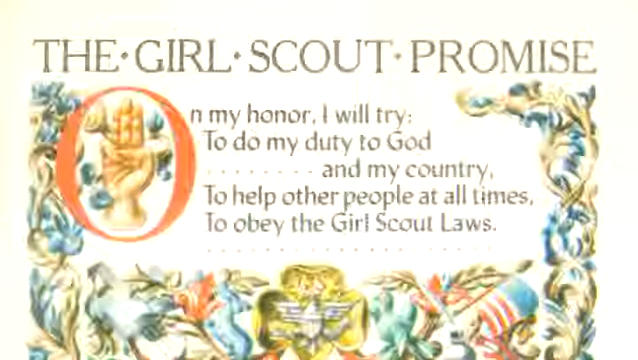 THE·GIRL·SCOUT·PROMISE
On my honor, I will try:
To do my duty to God
········ and my country,
To help other people at all times,
To obey the Girl Scout Laws.